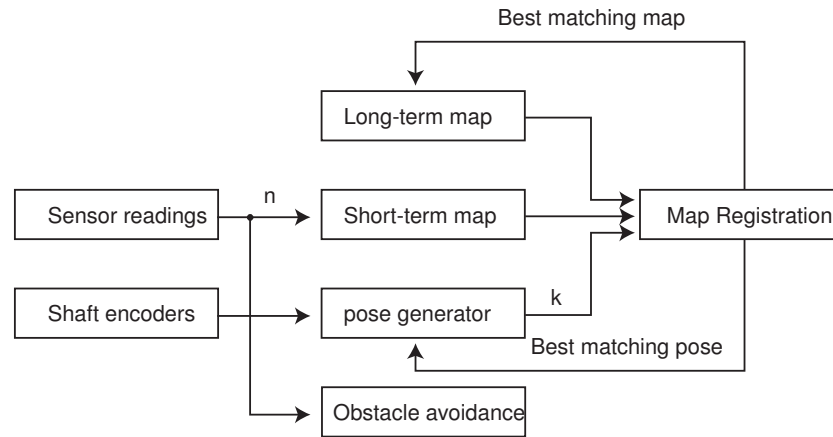 Best matching map
Long-term map
n
Sensor readings
Short-term map
Map Registration
Shaft encoders
pose generator
k
Best matching pose
Obstacle avoidance